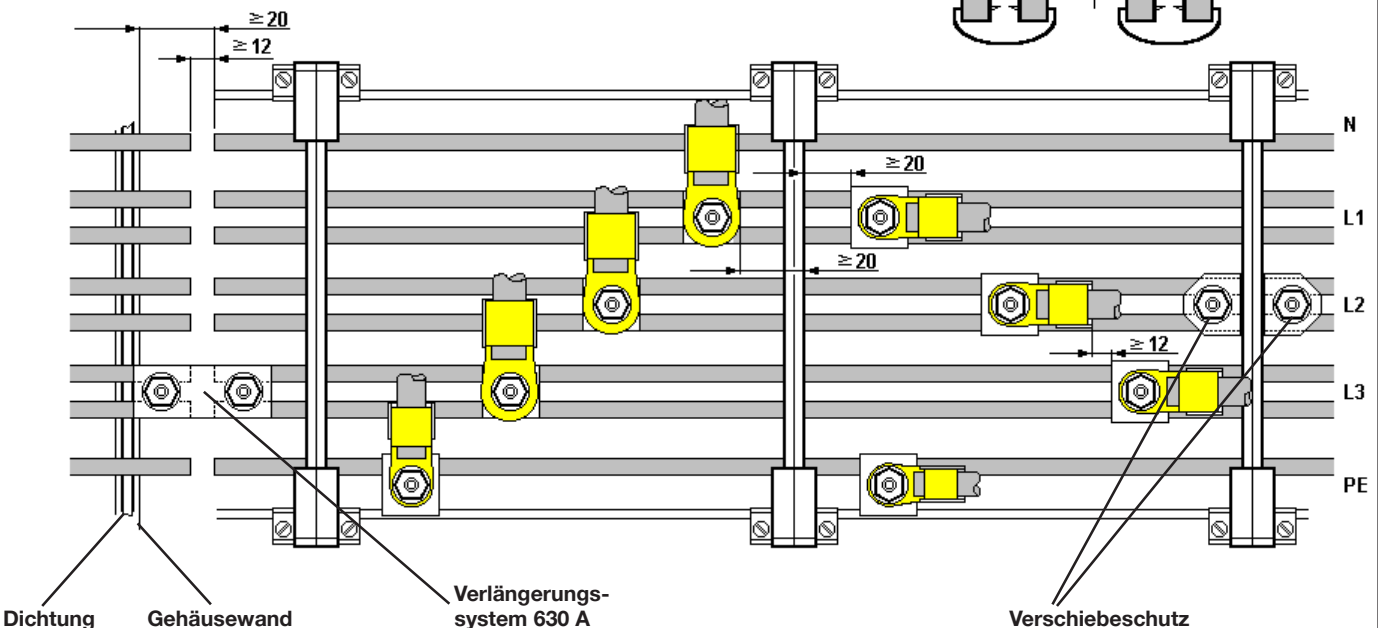 ≥ 20
≥ 12
N
≥ 20
L1
≥ 20
L2
≥ 12
L3
PE
Verlängerungs-
system 630 A
Dichtung
Gehäusewand
Verschiebeschutz